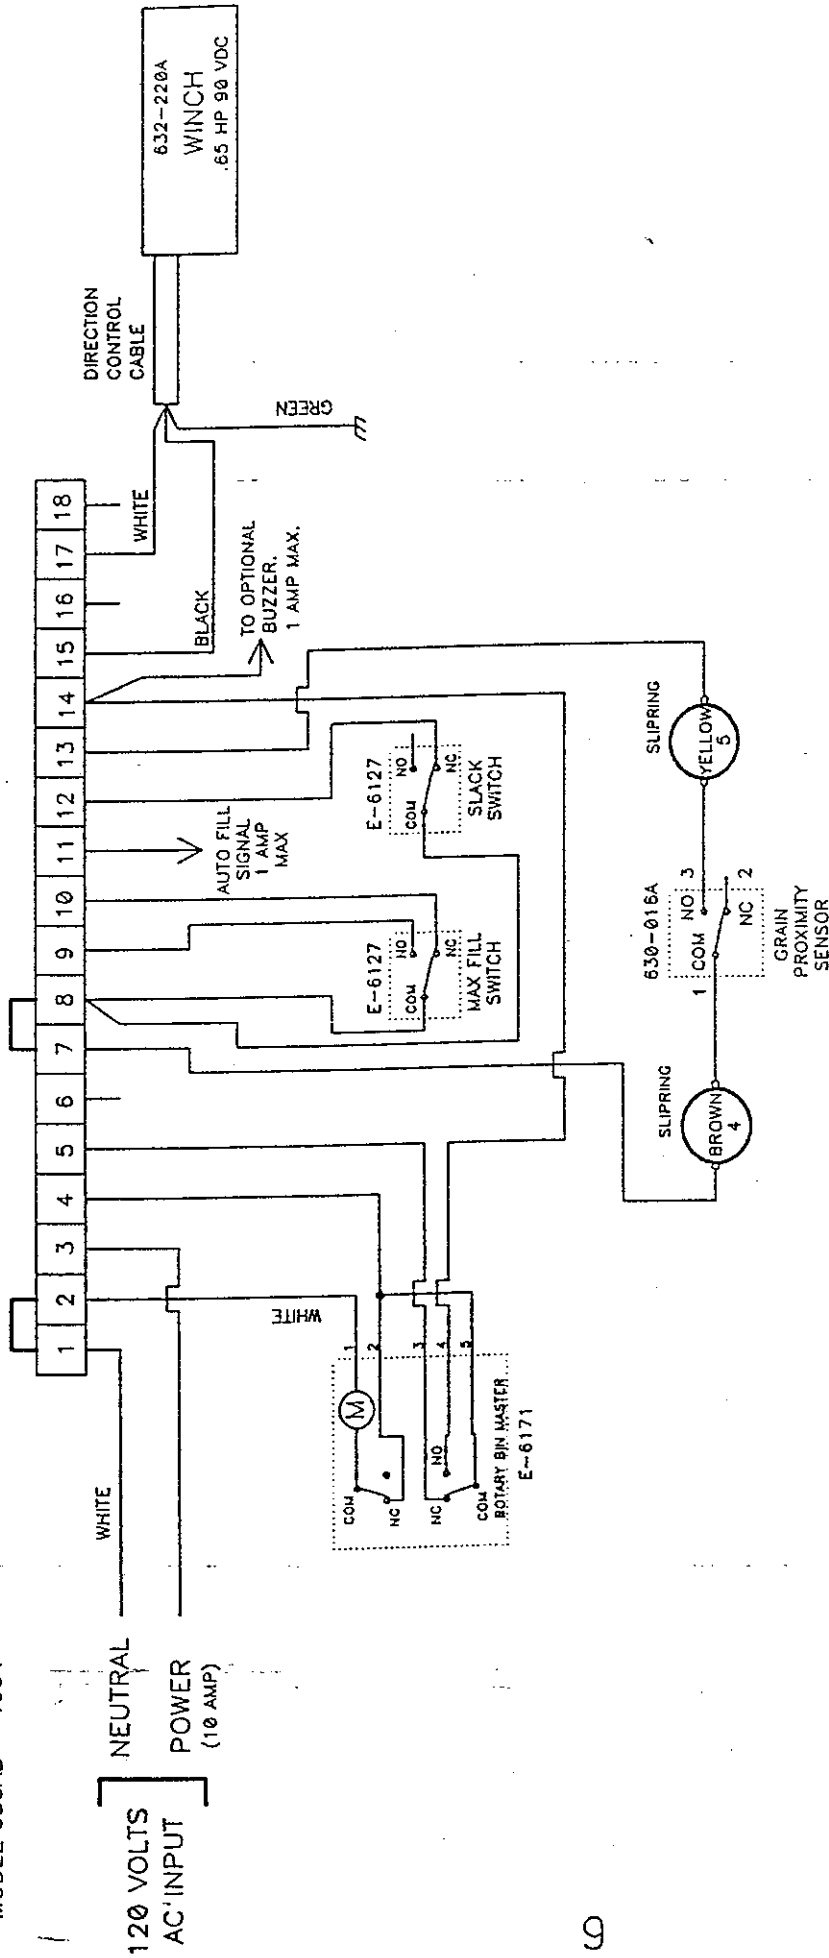 120 VOLTS
AC INPUT
NEUTRAL
POWER
(10 AMP)
WHITE
1 2 3 4 5 6 7 8 9 10 11 12 13 14 15 16 17 18
WHITE
1 2 3 4 5
M
COM
NC
NC
NO
COM
ROTARY BIN MASTER
E-6171
E-6127
COM
NO
NC
MAX FILL
SWITCH
AUTO FILL
SIGNAL
1 AMP
MAX
E-6127
COM
NO
NC
SLACK
SWITCH
TO OPTIONAL
BUZZER.
1 AMP MAX.
BLACK
WHITE
GREEN
DIRECTION
CONTROL
CABLE
632-220A
WINCH
.65 HP 90 VDC
SLIPRING
BROWN
4
630-016A
1
COM
NO
3
NC
2
GRAIN
PROXIMITY
SENSOR
SLIPRING
YELLOW
5
9